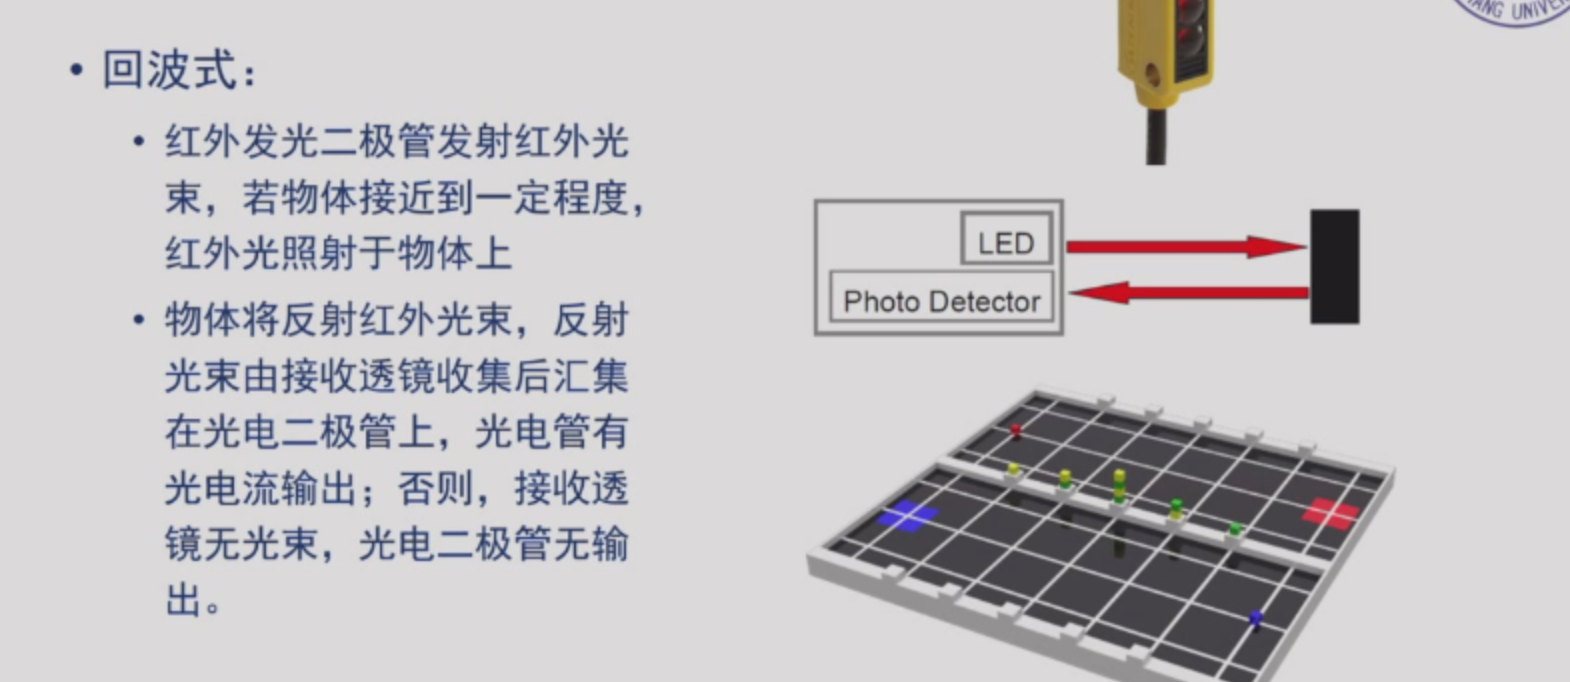 • 回波式：
• 红外发光二极管发射红外光
束，若物体接近到一定程度，
红外光照射于物体上
• 物体将反射红外光束，反射
光束由接收透镜收集后汇集
在光电二极管上，光电管有
光电流输出；否则，接收透
镜无光束，光电二极管无输
出。
LED
Photo Detector